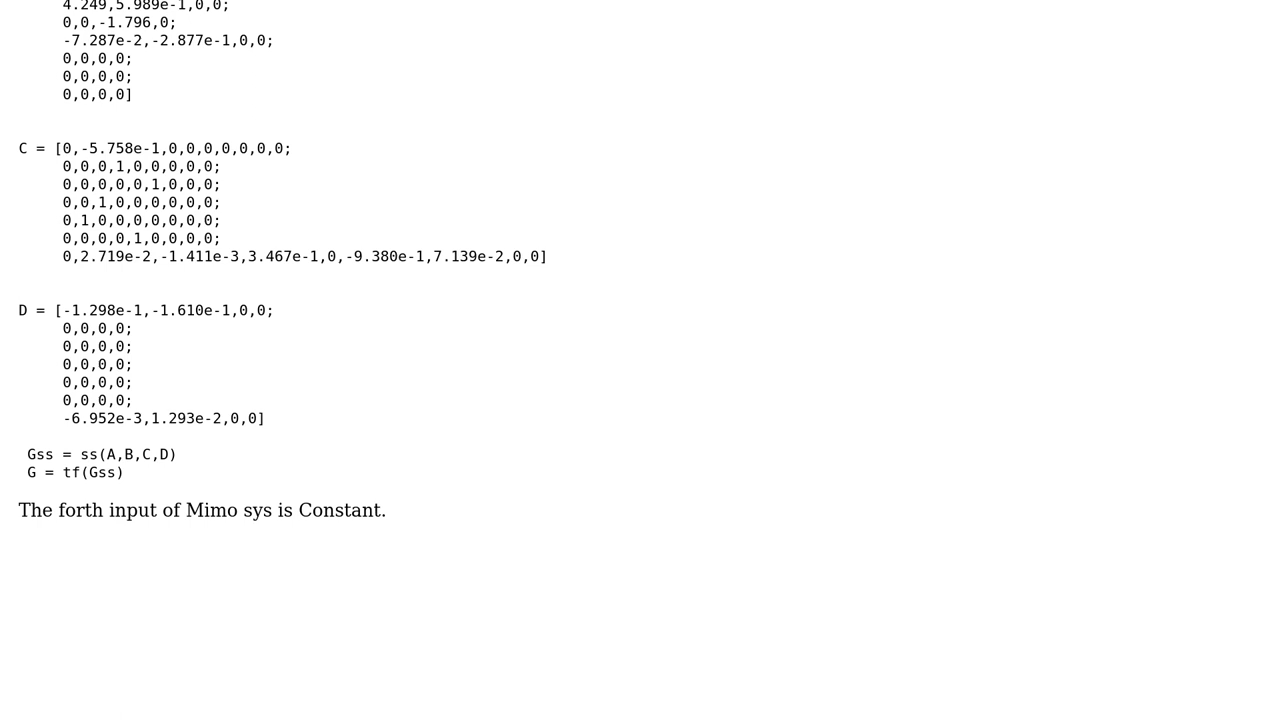 4.249,5.989e-1,0,0;
0,0,-1.796,0;
-7.287e-2,-2.877e-1,0,0;
0,0,0,0;
0,0,0,0;
0,0,0,0]
C = [0,-5.758e-1,0,0,0,0,0,0,0;
0,0,0,1,0,0,0,0,0;
0,0,0,0,0,1,0,0,0;
0,0,1,0,0,0,0,0,0;
0,1,0,0,0,0,0,0,0;
0,0,0,0,1,0,0,0,0;
0,2.719e-2,-1.411e-3,3.467e-1,0,-9.380e-1,7.139e-2,0,0]
D = [-1.298e-1,-1.610e-1,0,0;
0,0,0,0;
0,0,0,0;
0,0,0,0;
0,0,0,0;
0,0,0,0;
-6.952e-3,1.293e-2,0,0]
Gss = ss(A,B,C,D)
G = tf(Gss)
The forth input of Mimo sys is Constant.